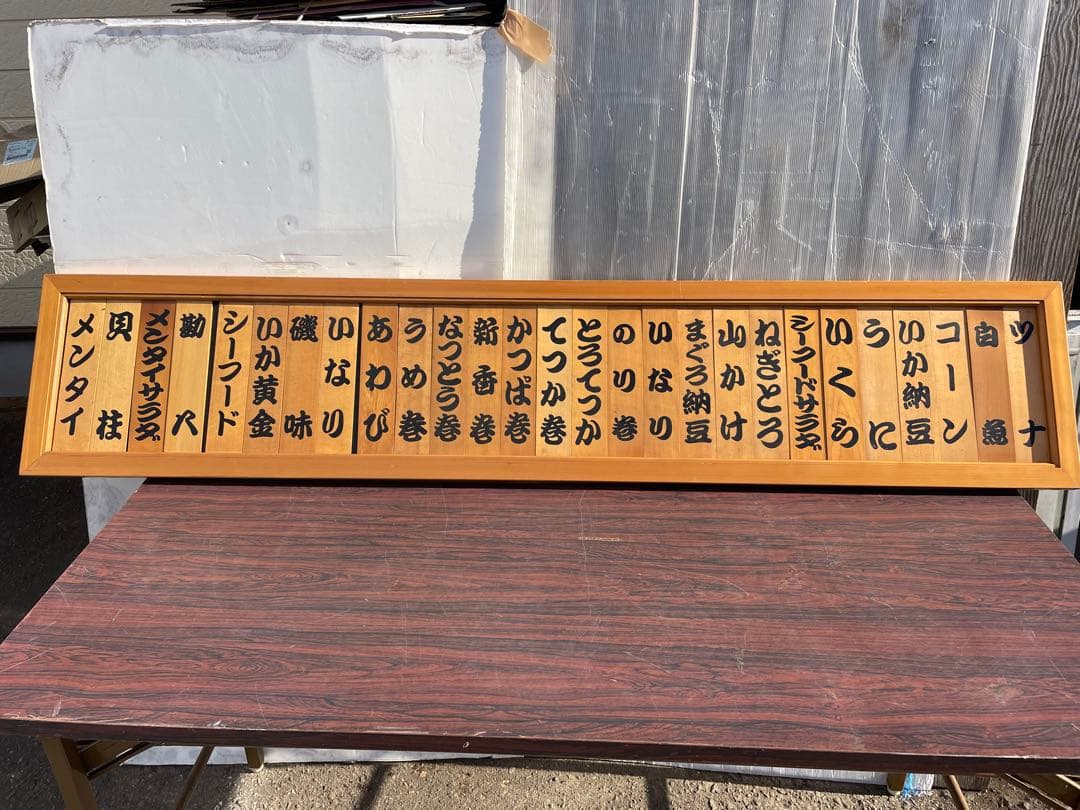 ツナ
白魚
コーン
いか納豆
うに
いくら
シーフードサラダ
ねぎとろ
山かけ
まぐろ納豆
いなり
のり巻
とろてつか
てつか巻
かつぱ巻
新香巻
なつとう巻
うめ巻
あわび
いなり
磯味
いか黄金
シーフード
勘八
メンタイサラダ
貝柱
メンタイ